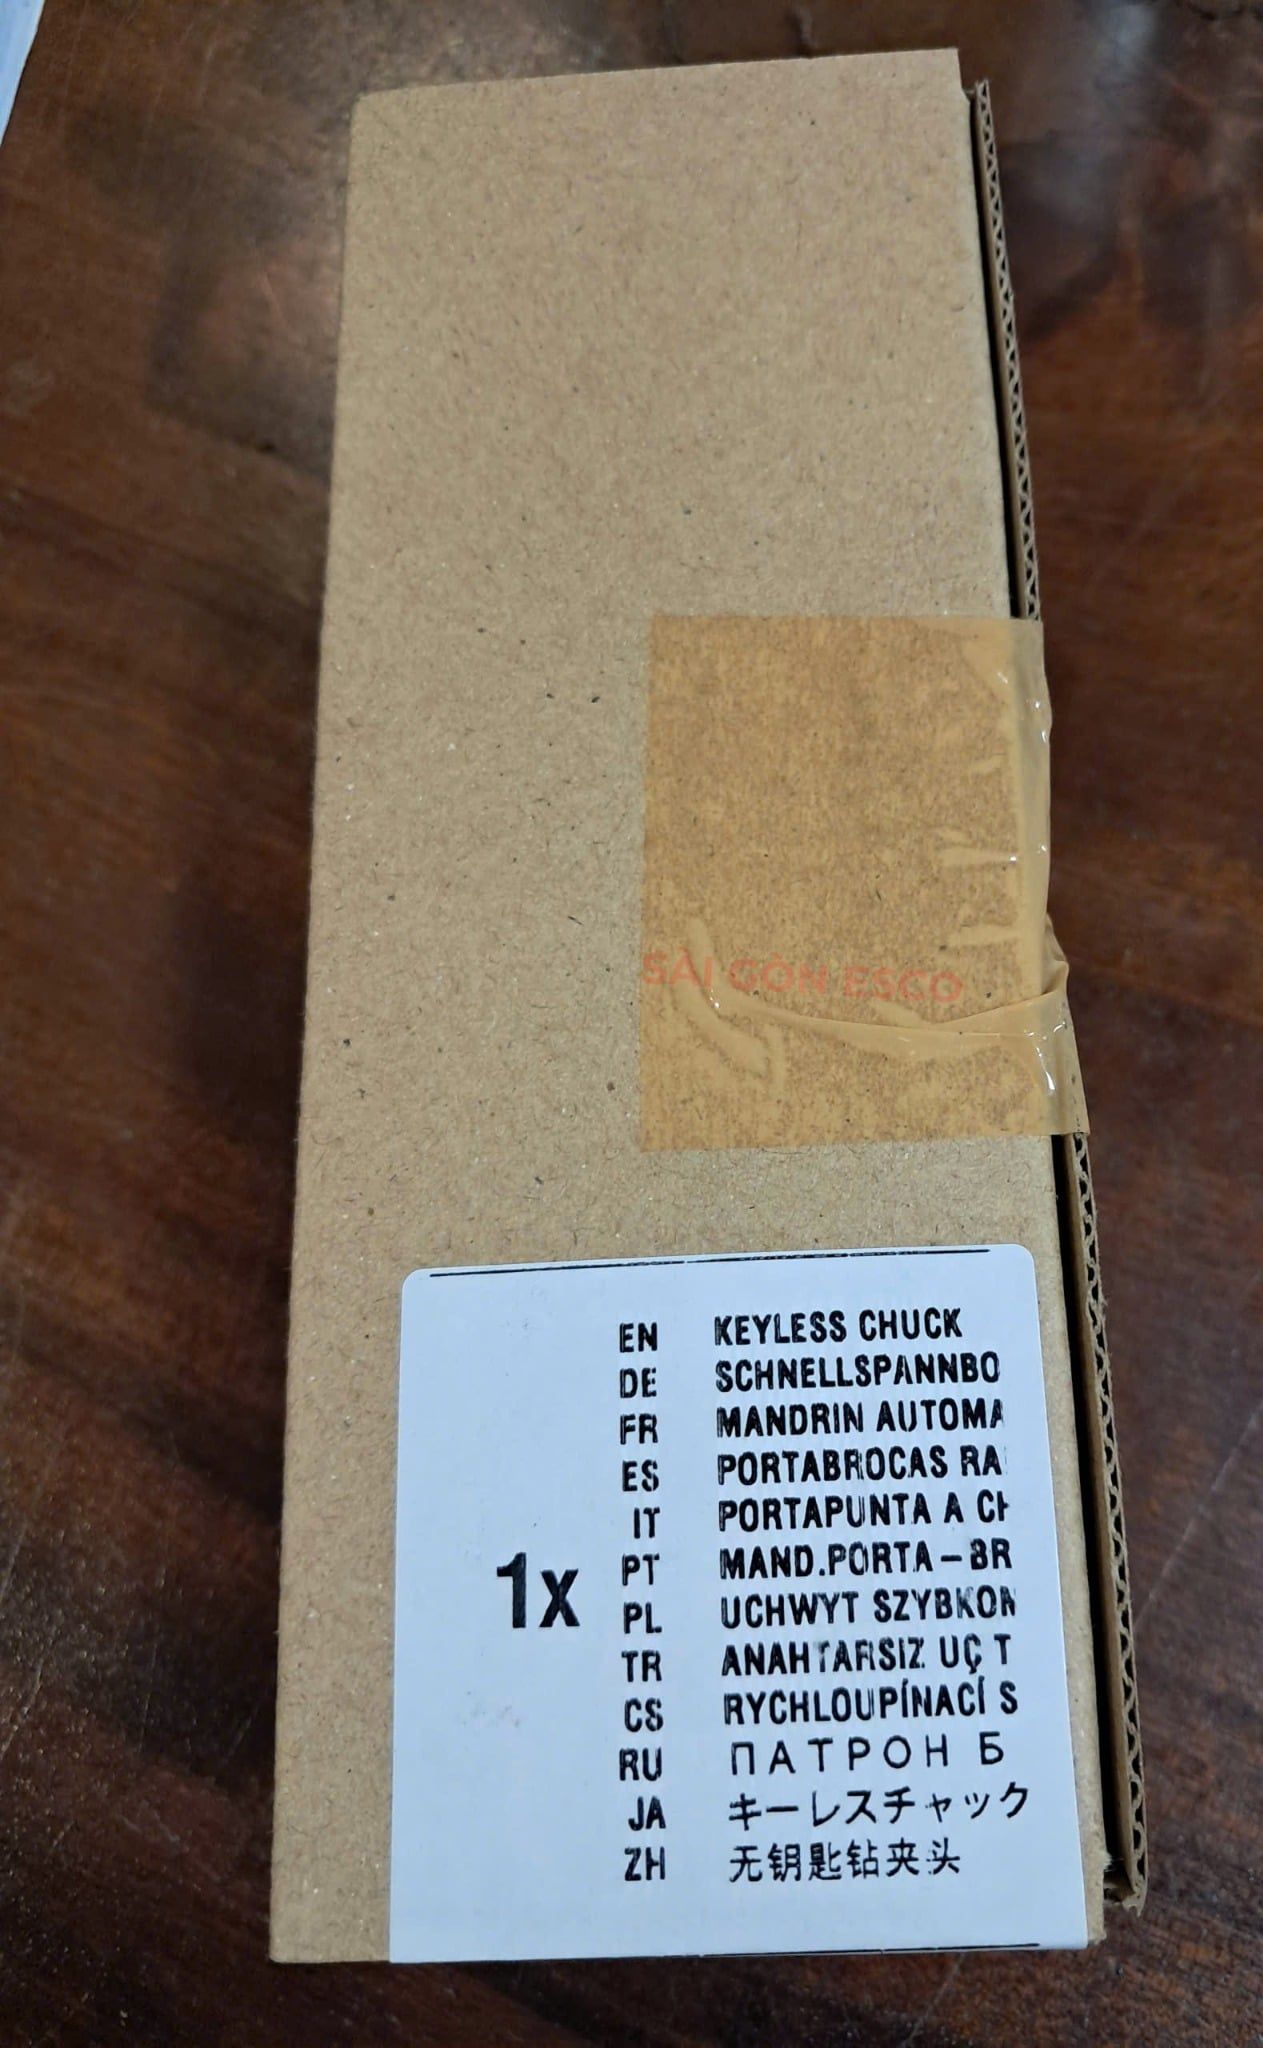 SÀI GÒN ESCO
1x
EN KEYLESS CHUCK
DE SCHNELLSPANNBO
FR MANDRIN AUTOMA
ES PORTABROCAS RA
IT PORTAPUNTA A CH
PT MAND.PORTA-BR
PL UCHWYT SZYBKOM
TR ANAHTARSIZ UÇ T
CS RYCHLOUPÍNACÍ S
RU ПАТРОН Б
JA キーレスチャック
ZH 无钥匙钻夹头